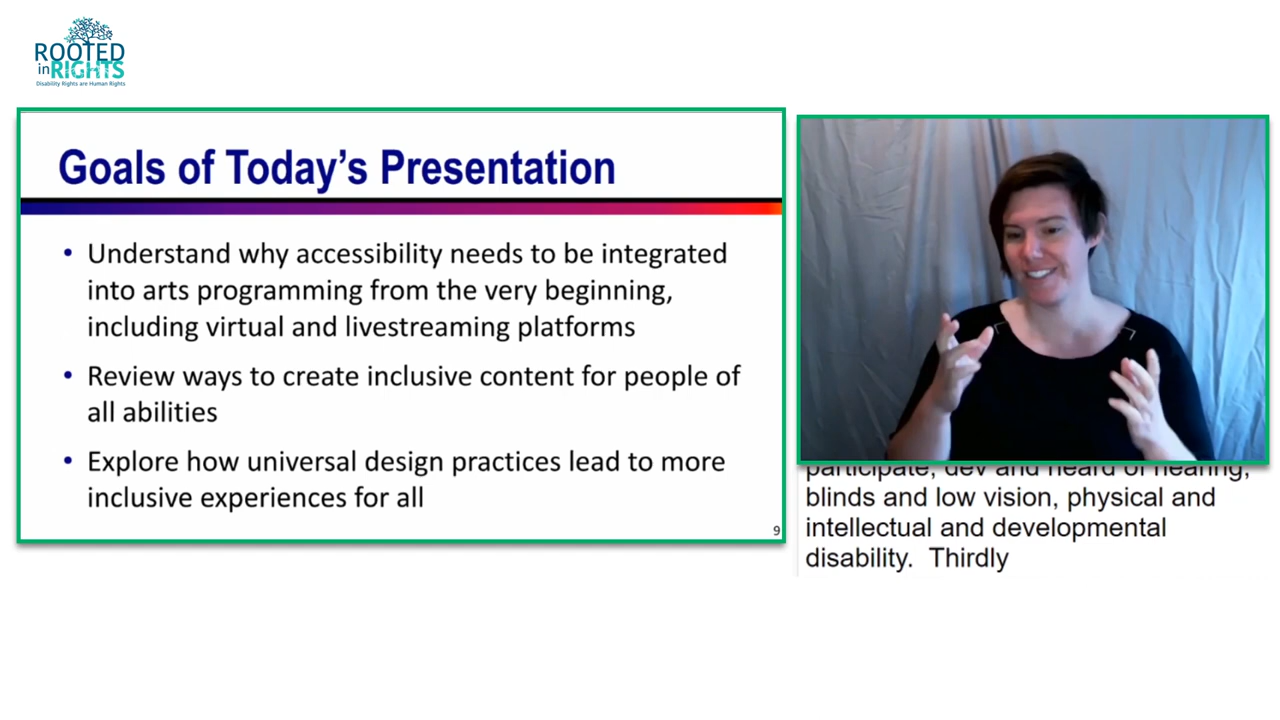 ROOTED
in RIGHTS
Disability Rights are Human Rights
Goals of Today's Presentation
• Understand why accessibility needs to be integrated
into arts programming from the very beginning,
including virtual and livestreaming platforms
• Review ways to create inclusive content for people of
all abilities
• Explore how universal design practices lead to more
inclusive experiences for all
9
participate, dev and heard of hearing,
blinds and low vision, physical and
intellectual and developmental
disability. Thirdly